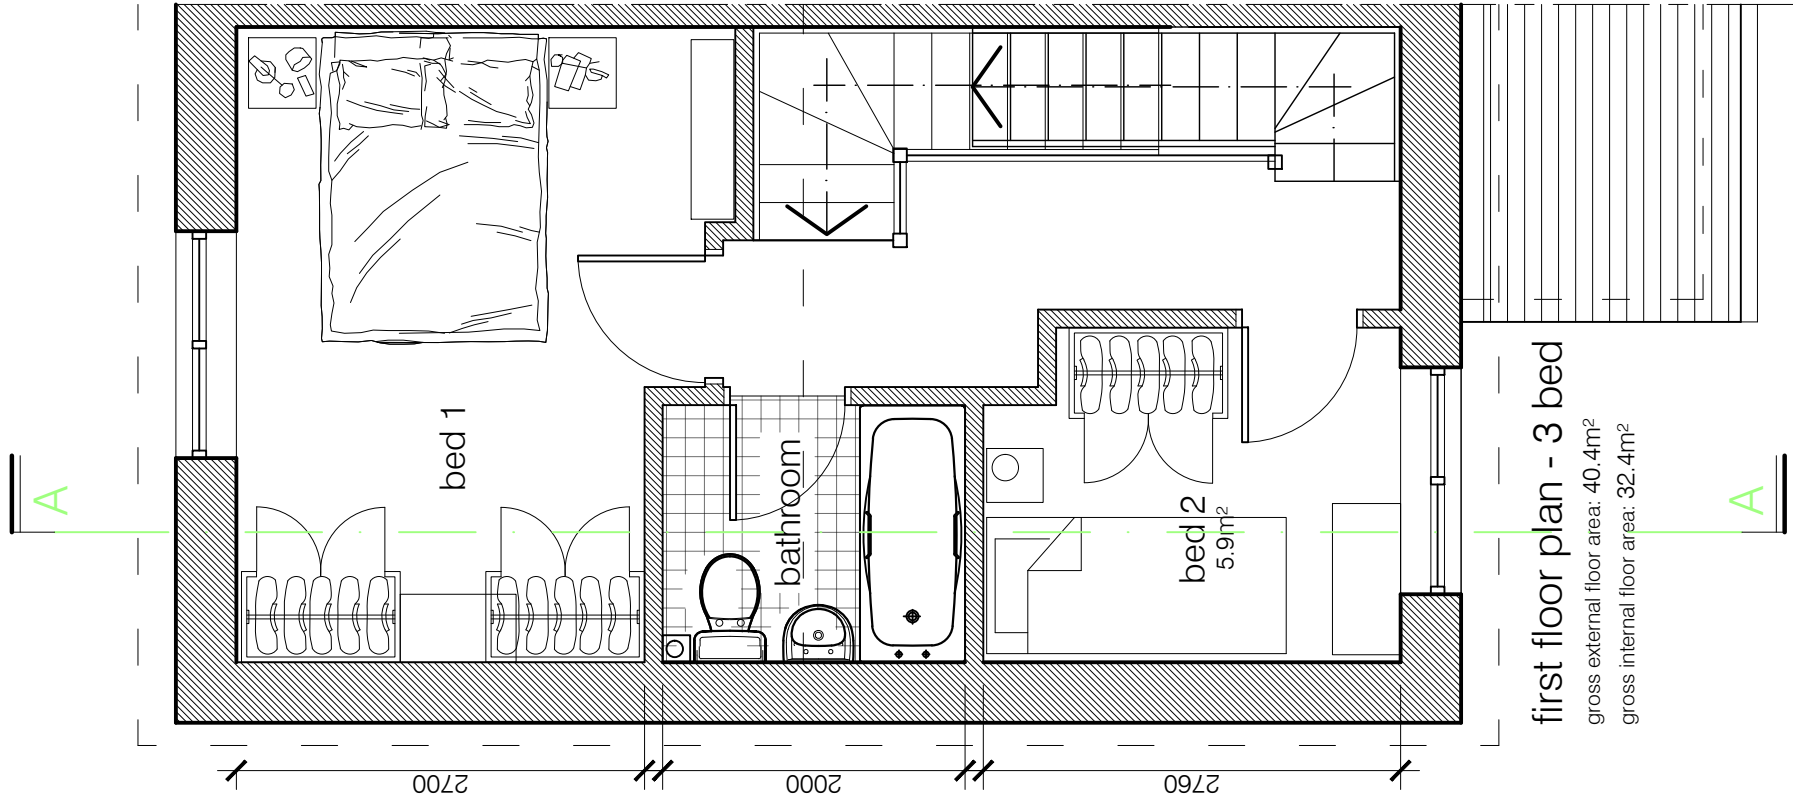 A
bed 1
bathroom
bed 2
5.9m²
first floor plan - 3 bed
gross external floor area: 40.4m²
gross internal floor area: 32.4m²
A
2700
2000
2760